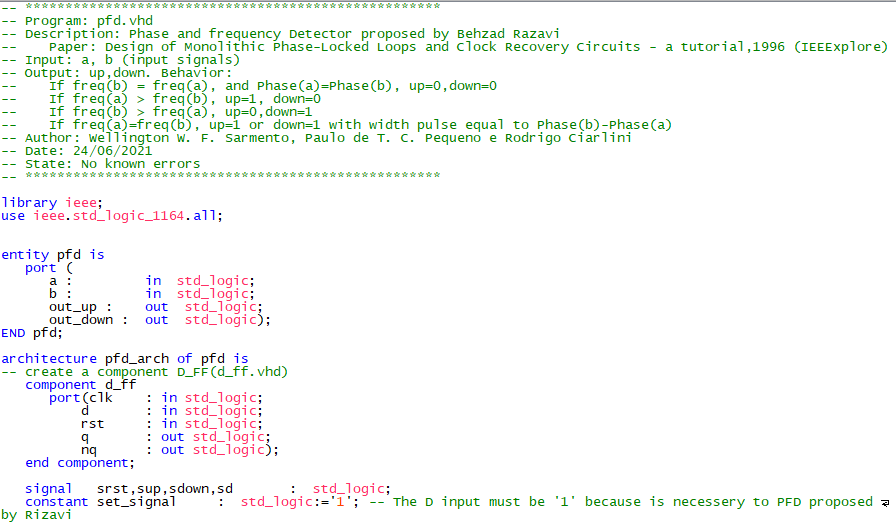 -- ****************************************************
-- Program: pfd.vhd
-- Description: Phase and frequency Detector proposed by Behzad Razavi
--    Paper: Design of Monolithic Phase-Locked Loops and Clock Recovery Circuits - a tutorial,1996 (IEEExplore)
-- Input: a, b (input signals)
-- Output: up,down. Behavior:
--    If freq(b) = freq(a), and Phase(a)=Phase(b), up=0,down=0
--    If freq(a) > freq(b), up=1, down=0
--    If freq(b) > freq(a), up=0,down=1
--    If freq(a)=freq(b), up=1 or down=1 with width pulse equal to Phase(b)-Phase(a)
-- Author: Wellington W. F. Sarmento, Paulo de T. C. Pequeno e Rodrigo Ciarlini
-- Date: 24/06/2021
-- State: No known errors
-- ****************************************************
library ieee;
use ieee.std_logic_1164.all;
entity pfd is
   port (
      a :         in  std_logic;
      b :         in  std_logic;
      out_up :    out  std_logic;
      out_down :  out  std_logic);
END pfd;
architecture pfd_arch of pfd is
-- create a component D_FF(d_ff.vhd)
   component d_ff
      port(clk    : in std_logic;
          d       : in std_logic;
          rst     : in std_logic;
          q       : out std_logic;
          nq      : out std_logic);
   end component;
   signal   srst,sup,sdown,sd       :  std_logic;
   constant set_signal     :  std_logic:='1'; -- The D input must be '1' because is necessery to PFD proposed
by Rizavi